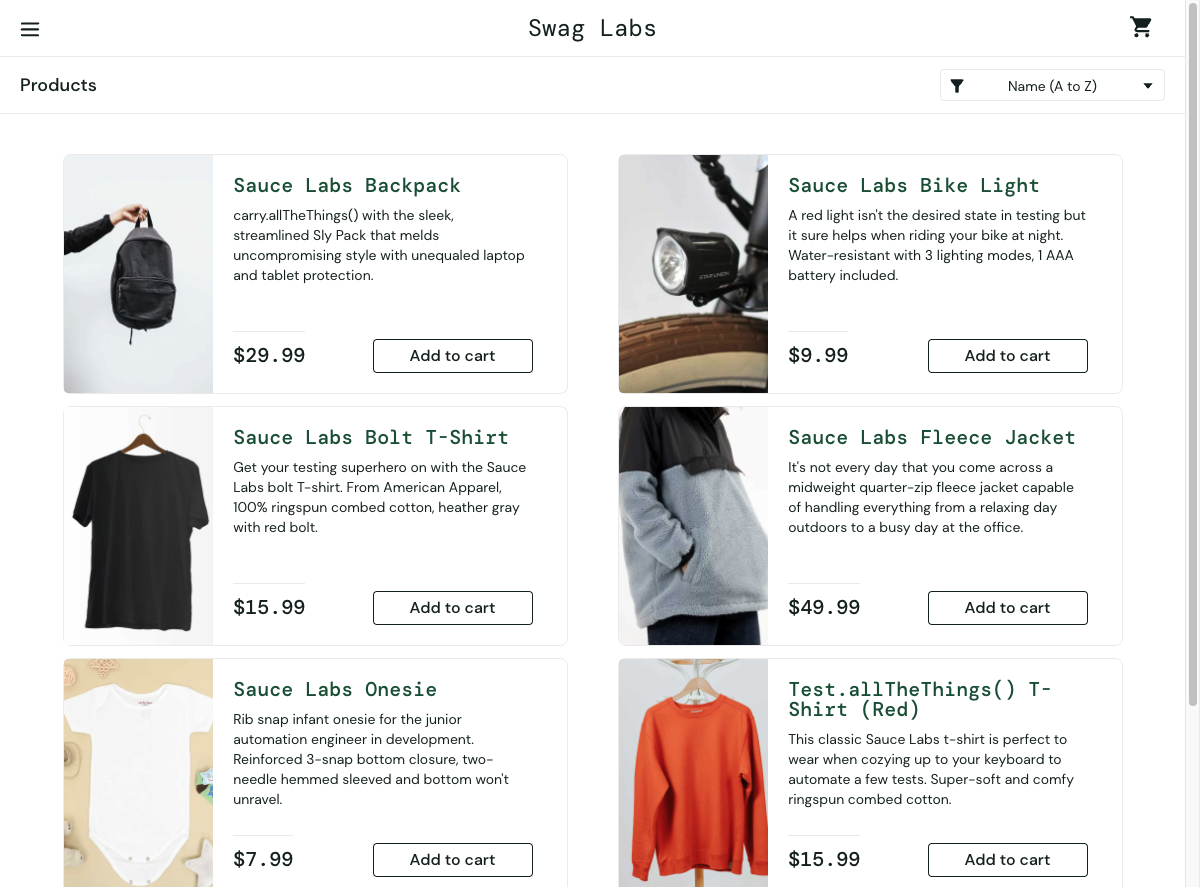 Swag Labs
Products
Name (A to Z)
Sauce Labs Backpack
carry.allTheThings() with the sleek,
streamlined Sly Pack that melds
uncompromising style with unequaled laptop
and tablet protection.
$29.99
Add to cart
Sauce Labs Bike Light
A red light isn't the desired state in testing but
it sure helps when riding your bike at night.
Water-resistant with 3 lighting modes, 1 AAA
battery included.
$9.99
Add to cart
Sauce Labs Bolt T-Shirt
Get your testing superhero on with the Sauce
Labs bolt T-shirt. From American Apparel,
100% ringspun combed cotton, heather gray
with red bolt.
$15.99
Add to cart
Sauce Labs Fleece Jacket
It's not every day that you come across a
midweight quarter-zip fleece jacket capable
of handling everything from a relaxing day
outdoors to a busy day at the office.
$49.99
Add to cart
Sauce Labs Onesie
Rib snap infant onesie for the junior
automation engineer in development.
Reinforced 3-snap bottom closure, two-
needle hemmed sleeved and bottom won't
unravel.
$7.99
Add to cart
Test.allTheThings() T-
Shirt (Red)
This classic Sauce Labs t-shirt is perfect to
wear when cozying up to your keyboard to
automate a few tests. Super-soft and comfy
ringspun combed cotton.
$15.99
Add to cart